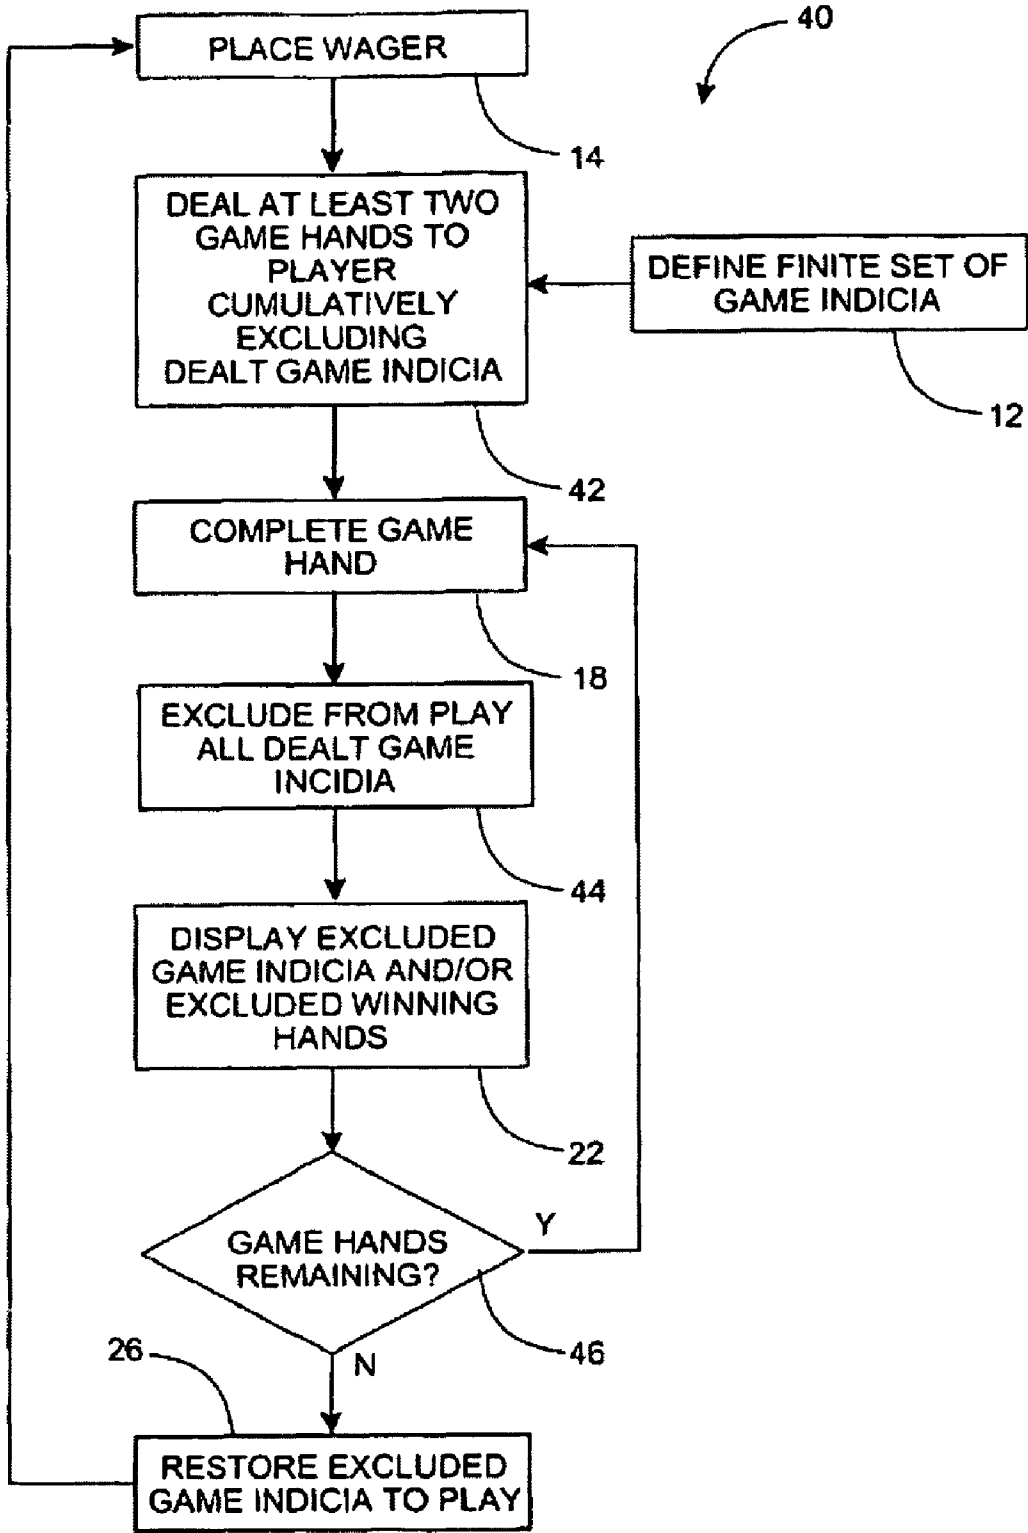 40
PLACE WAGER
14
DEAL AT LEAST TWO
GAME HANDS TO
PLAYER
CUMULATIVELY
EXCLUDING
DEALT GAME INDICIA
42
DEFINE FINITE SET OF
GAME INDICIA
12
COMPLETE GAME
HAND
18
EXCLUDE FROM PLAY
ALL DEALT GAME
INCIDIA
44
DISPLAY EXCLUDED
GAME INDICIA AND/OR
EXCLUDED WINNING
HANDS
22
GAME HANDS
REMAINING?
Y
46
N
26
RESTORE EXCLUDED
GAME INDICIA TO PLAY